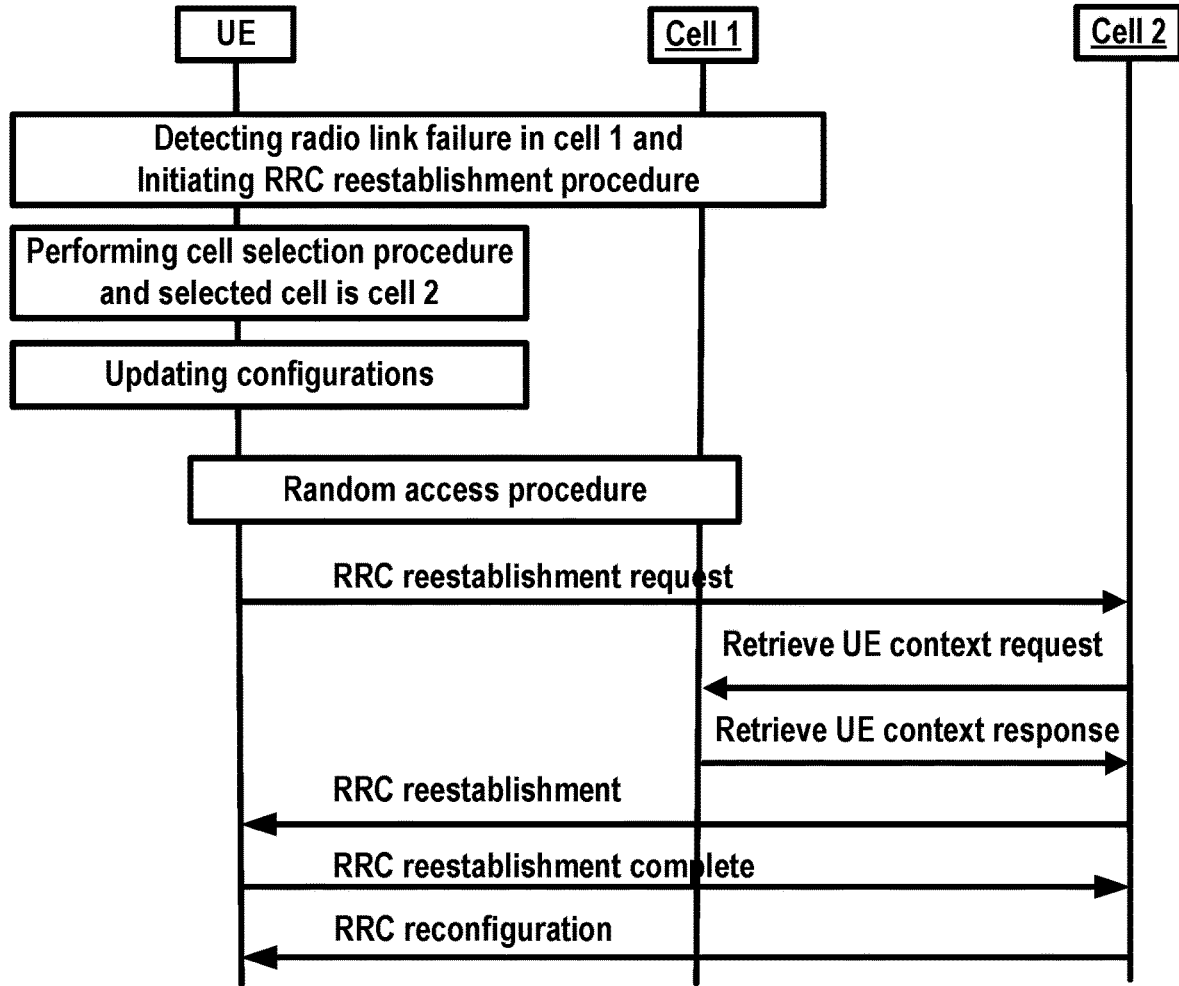 UE
Cell 1
Cell 2
Detecting radio link failure in cell 1 and
Initiating RRC reestablishment procedure
Performing cell selection procedure
and selected cell is cell 2
Updating configurations
Random access procedure
RRC reestablishment request
Retrieve UE context request
Retrieve UE context response
RRC reestablishment
RRC reestablishment complete
RRC reconfiguration